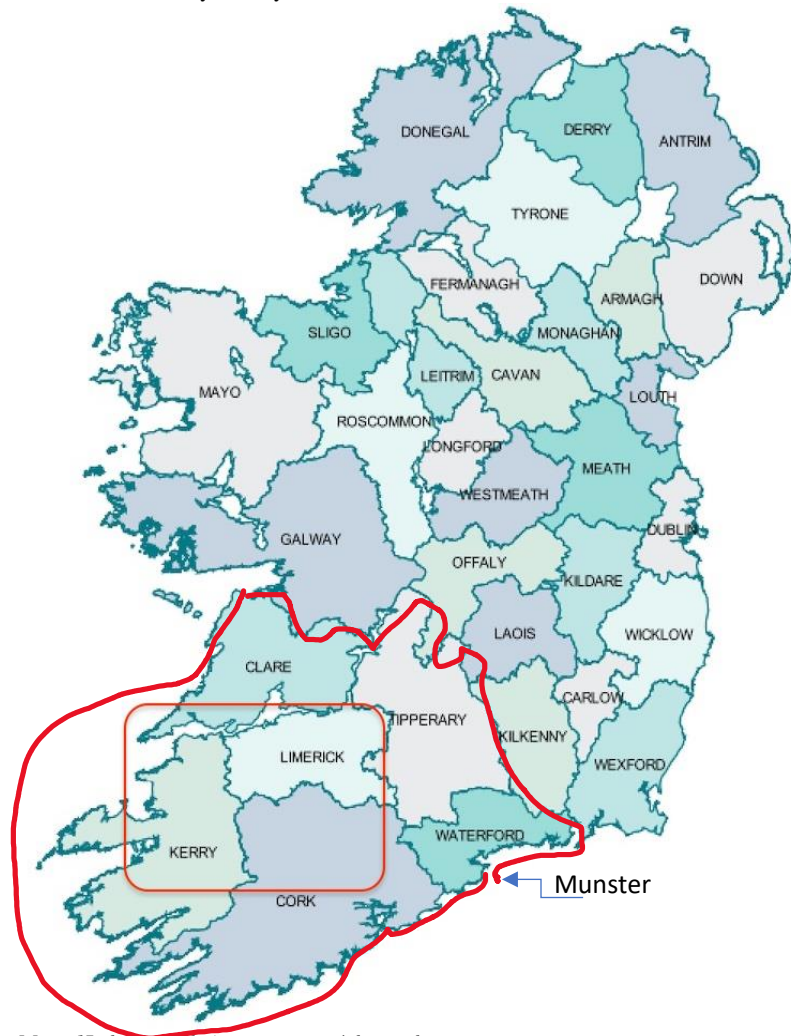 DONEGAL
DERRY
ANTRIM
TYRONE
FERMANAGH
DOWN
ARMAGH
MONAGHAN
SLIGO
LEITRIM
CAVAN
MAYO
LOUTH
ROSCOMMON
LONGFORD
MEATH
WESTMEATH
DUBLIN
GALWAY
OFFALY
KILDARE
LAOIS
WICKLOW
CLARE
CARLOW
TIPPERARY
KILKENNY
LIMERICK
WEXFORD
WATERFORD
KERRY
Munster
CORK